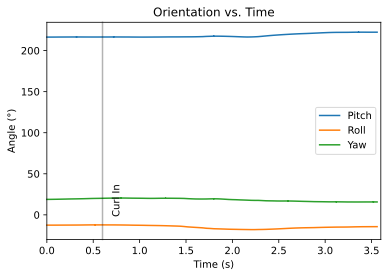 Orientation vs. Time
Angle (°)
200
150
100
50
0
Pitch
Roll
Yaw
Curl In
0.0 0.5 1.0 1.5 2.0 2.5 3.0 3.5
Time (s)